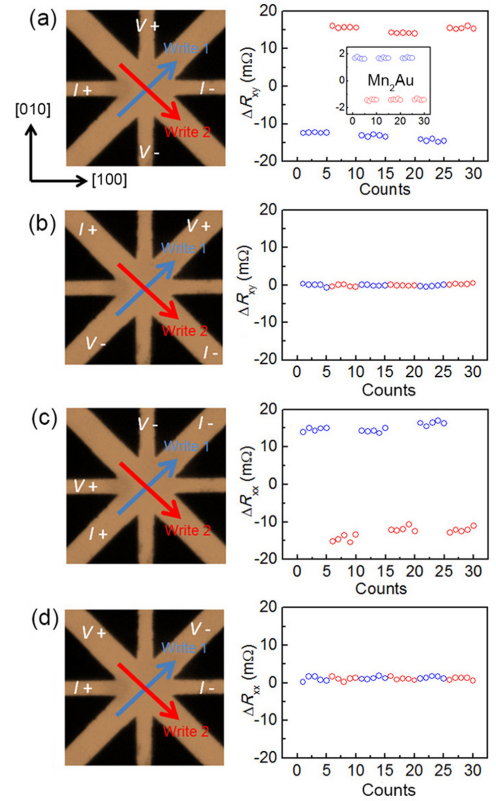 (a)
V+
Write 1
[010]
I+
I-
Write 2
V-
[100]
ΔRxy (mΩ)
20
10
0
-10
-20
2
0
-2
Mn2Au
0 10 20 30
0 5 10 15 20 25 30
Counts
(b)
I+
V+
Write 1
Write 2
V-
I-
ΔRxy (mΩ)
20
10
0
-10
-20
0 5 10 15 20 25 30
Counts
(c)
V-
I-
Write 1
V+
Write 2
I+
ΔRxx (mΩ)
20
10
0
-10
-20
0 5 10 15 20 25 30
Counts
(d)
V+
V-
Write 1
I+
I-
Write 2
ΔRxx (mΩ)
20
10
0
-10
-20
0 5 10 15 20 25 30
Counts